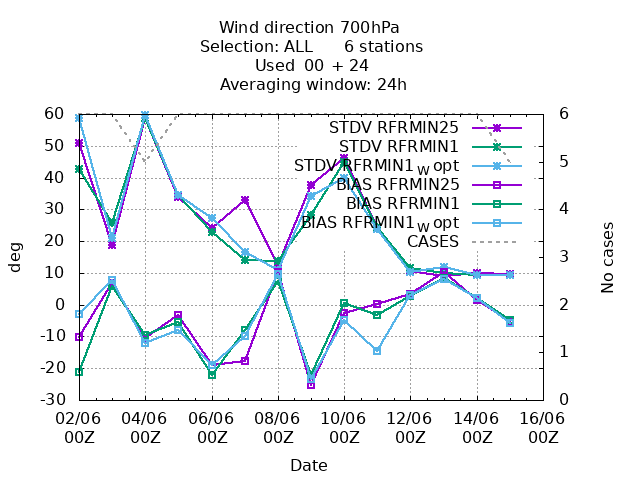 Wind direction 700hPa
Selection: ALL 6 stations
Used 00 + 24
Averaging window: 24h
60 6
STDV RFRMIN25
50 STDV RFRMIN1 5
STDV RFRMIN1_w opt
40 BIAS RFRMIN25 4
30 BIAS RFRMIN1
BIAS RFRMIN1_w opt
20 CASES 3
10
0 2
-10 1
-20
-30 0
deg
No cases
02/06 04/06 06/06 08/06 10/06 12/06 14/06 16/06
00Z 00Z 00Z 00Z 00Z 00Z 00Z 00Z
Date